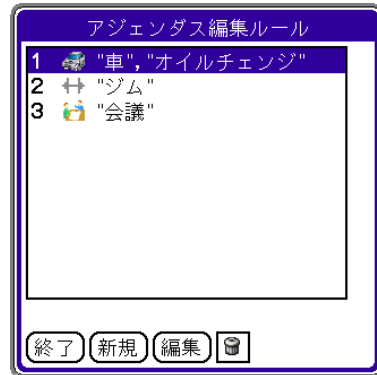 アジェンダス編集ルール
1 "車","オイルチェンジ"
2 "ジム"
3 "会議"
終了 新規 編集